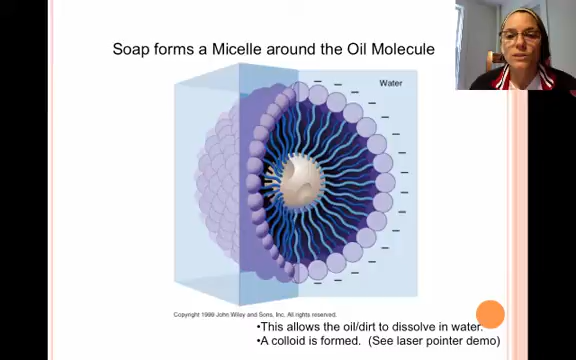 Soap forms a Micelle around the Oil Molecule
Water
Copyright 1999 John Wiley and Sons, Inc. All rights reserved.
•This allows the oil/dirt to dissolve in water.
•A colloid is formed. (See laser pointer demo)